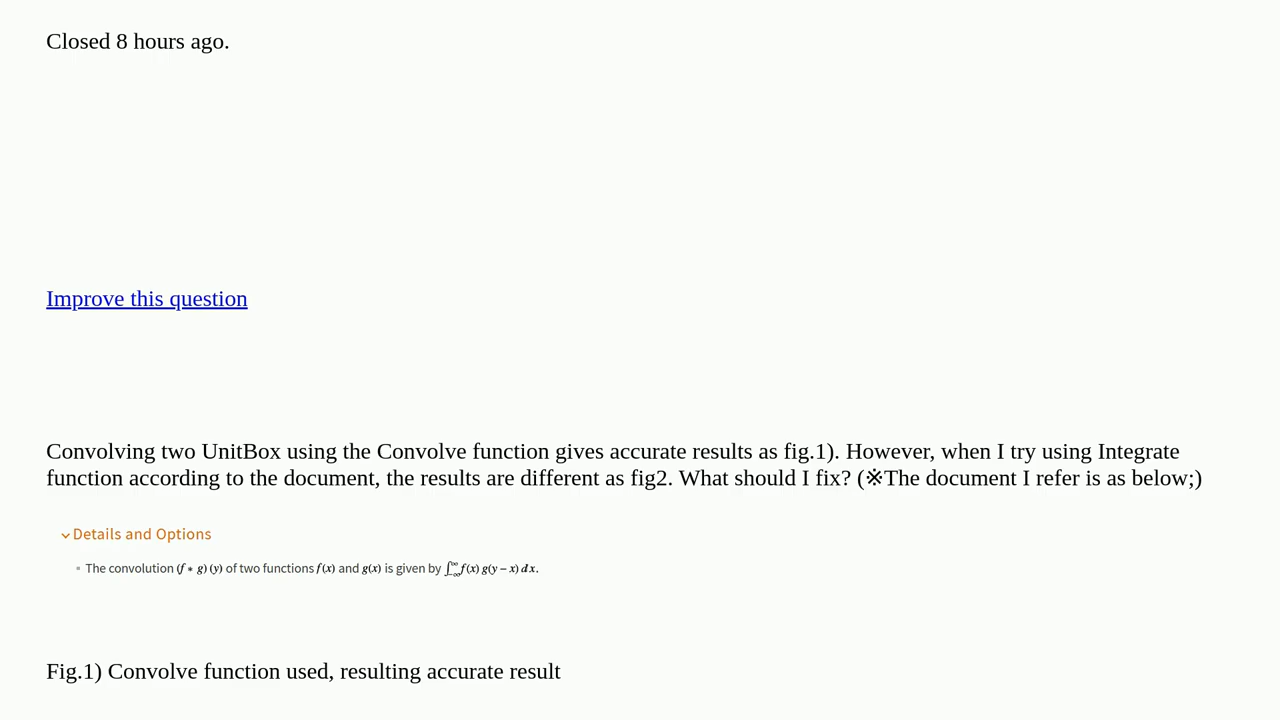 Closed 8 hours ago.
Improve this question
Convolving two UnitBox using the Convolve function gives accurate results as fig.1). However, when I try using Integrate
function according to the document, the results are different as fig2. What should I fix? (※The document I refer is as below;)
Details and Options
The convolution (f * g) (y) of two functions f(x) and g(x) is given by ∫_{-∞}^{∞} f(x) g(y − x) dx.
Fig.1) Convolve function used, resulting accurate result